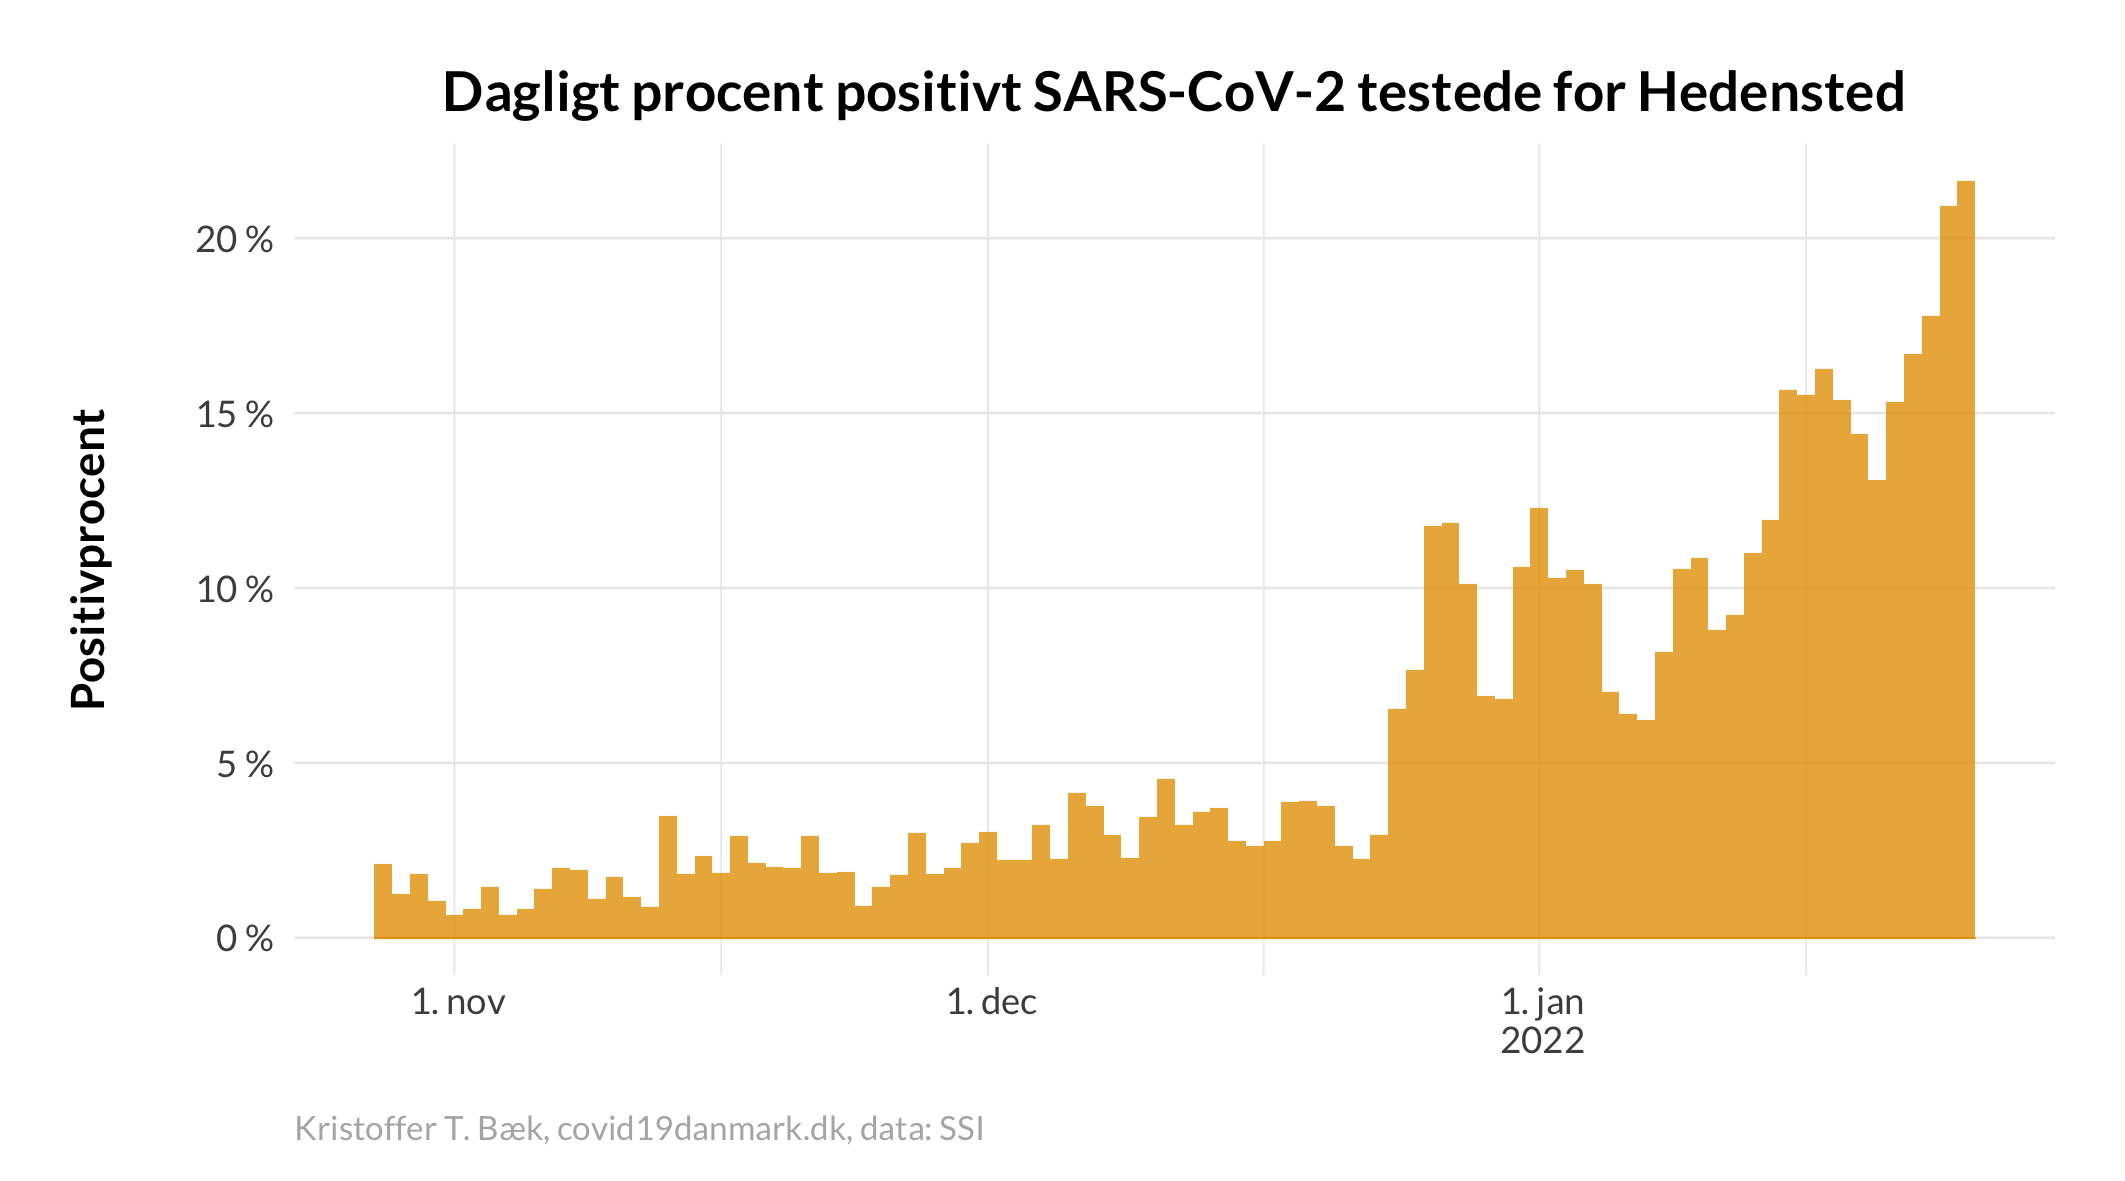 Dagligt procent positivt SARS-CoV-2 testede for Hedensted
Positivprocent
20 %
15 %
10 %
5 %
0 %
1. nov
1. dec
1. jan
2022
Kristoffer T. Bæk, covid19danmark.dk, data: SSI